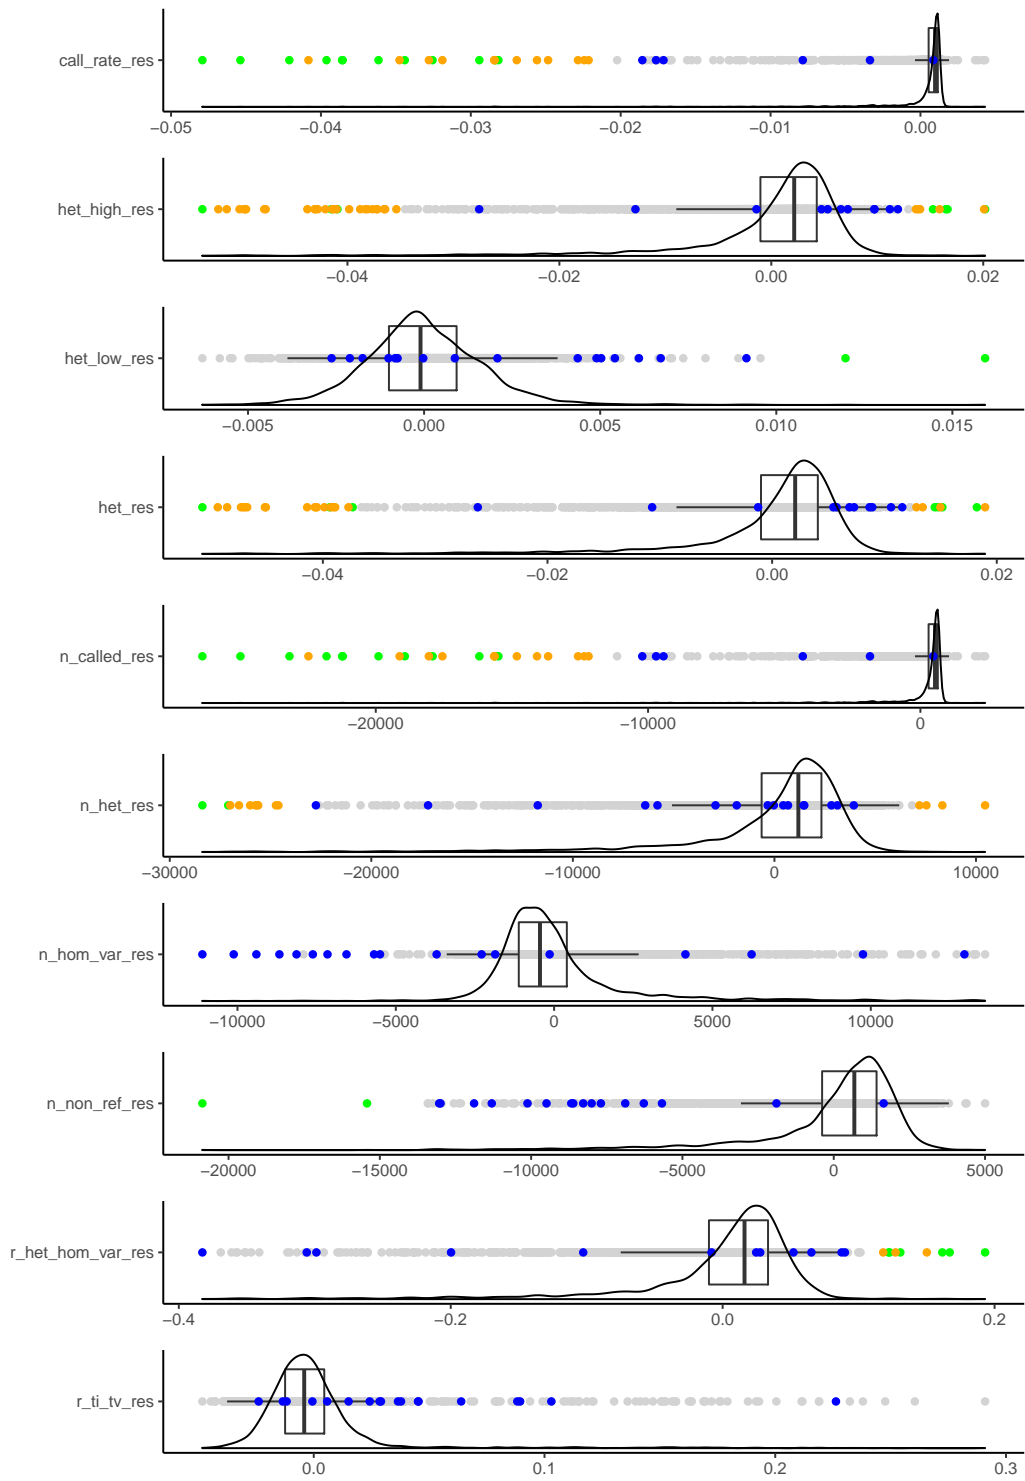 call_rate_res
−0.05 −0.04 −0.03 −0.02 −0.01 0.00
het_high_res
−0.04 −0.02 0.00 0.02
het_low_res
−0.005 0.000 0.005 0.010 0.015
het_res
−0.04 −0.02 0.00 0.02
n_called_res
−20000 −10000 0
n_het_res
−30000 −20000 −10000 0 10000
n_hom_var_res
−10000 −5000 0 5000 10000
n_non_ref_res
−20000 −15000 −10000 −5000 0 5000
r_het_hom_var_res
−0.4 −0.2 0.0 0.2
r_ti_tv_res
0.0 0.1 0.2 0.3